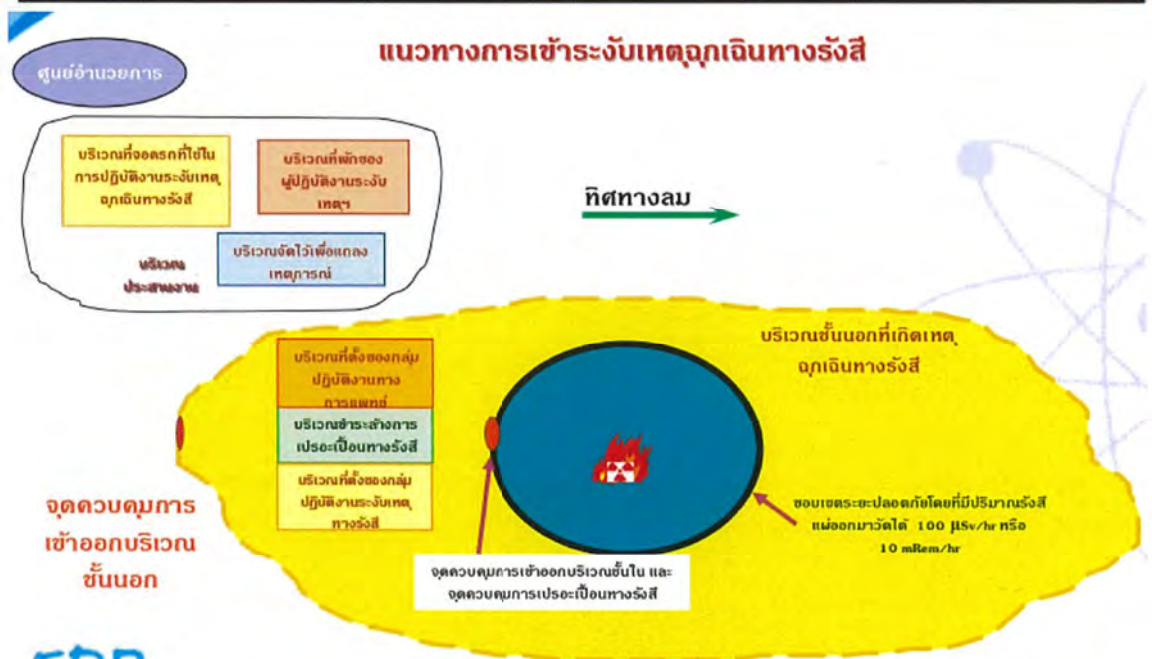 แนวทางการเข้าระงับเหตุฉุกเฉินทางรังสี
ศูนย์อำนวยการ
บริเวณที่จอดรถที่ใช้ใน
การปฏิบัติงานระงับเหตุ
ฉุกเฉินทางรังสี
บริเวณที่พักของ
ผู้ปฏิบัติงานระงับ
เหตุฯ
บริเวณจัดไว้เพื่อแถลง
เหตุการณ์
บริเวณ
ประสานงาน
ทิศทางลม
บริเวณชั้นนอกที่เกิดเหตุ
ฉุกเฉินทางรังสี
บริเวณที่ตั้งของกลุ่ม
ปฏิบัติงานทาง
การแพทย์
บริเวณชำระล้างการ
เปรอะเปื้อนทางรังสี
บริเวณที่ตั้งของกลุ่ม
ปฏิบัติงานระงับเหตุ
ทางรังสี
จุดควบคุมการ
เข้าออกบริเวณ
ชั้นนอก
จุดควบคุมการเข้าออกบริเวณชั้นใน และ
จุดควบคุมการเปรอะเปื้อนทางรังสี
ขอบเขตระยะปลอดภัยโดยที่มีปริมาณรังสี
แผ่ออกมาวัดได้ 100 µSv/hr หรือ
10 mRem/hr